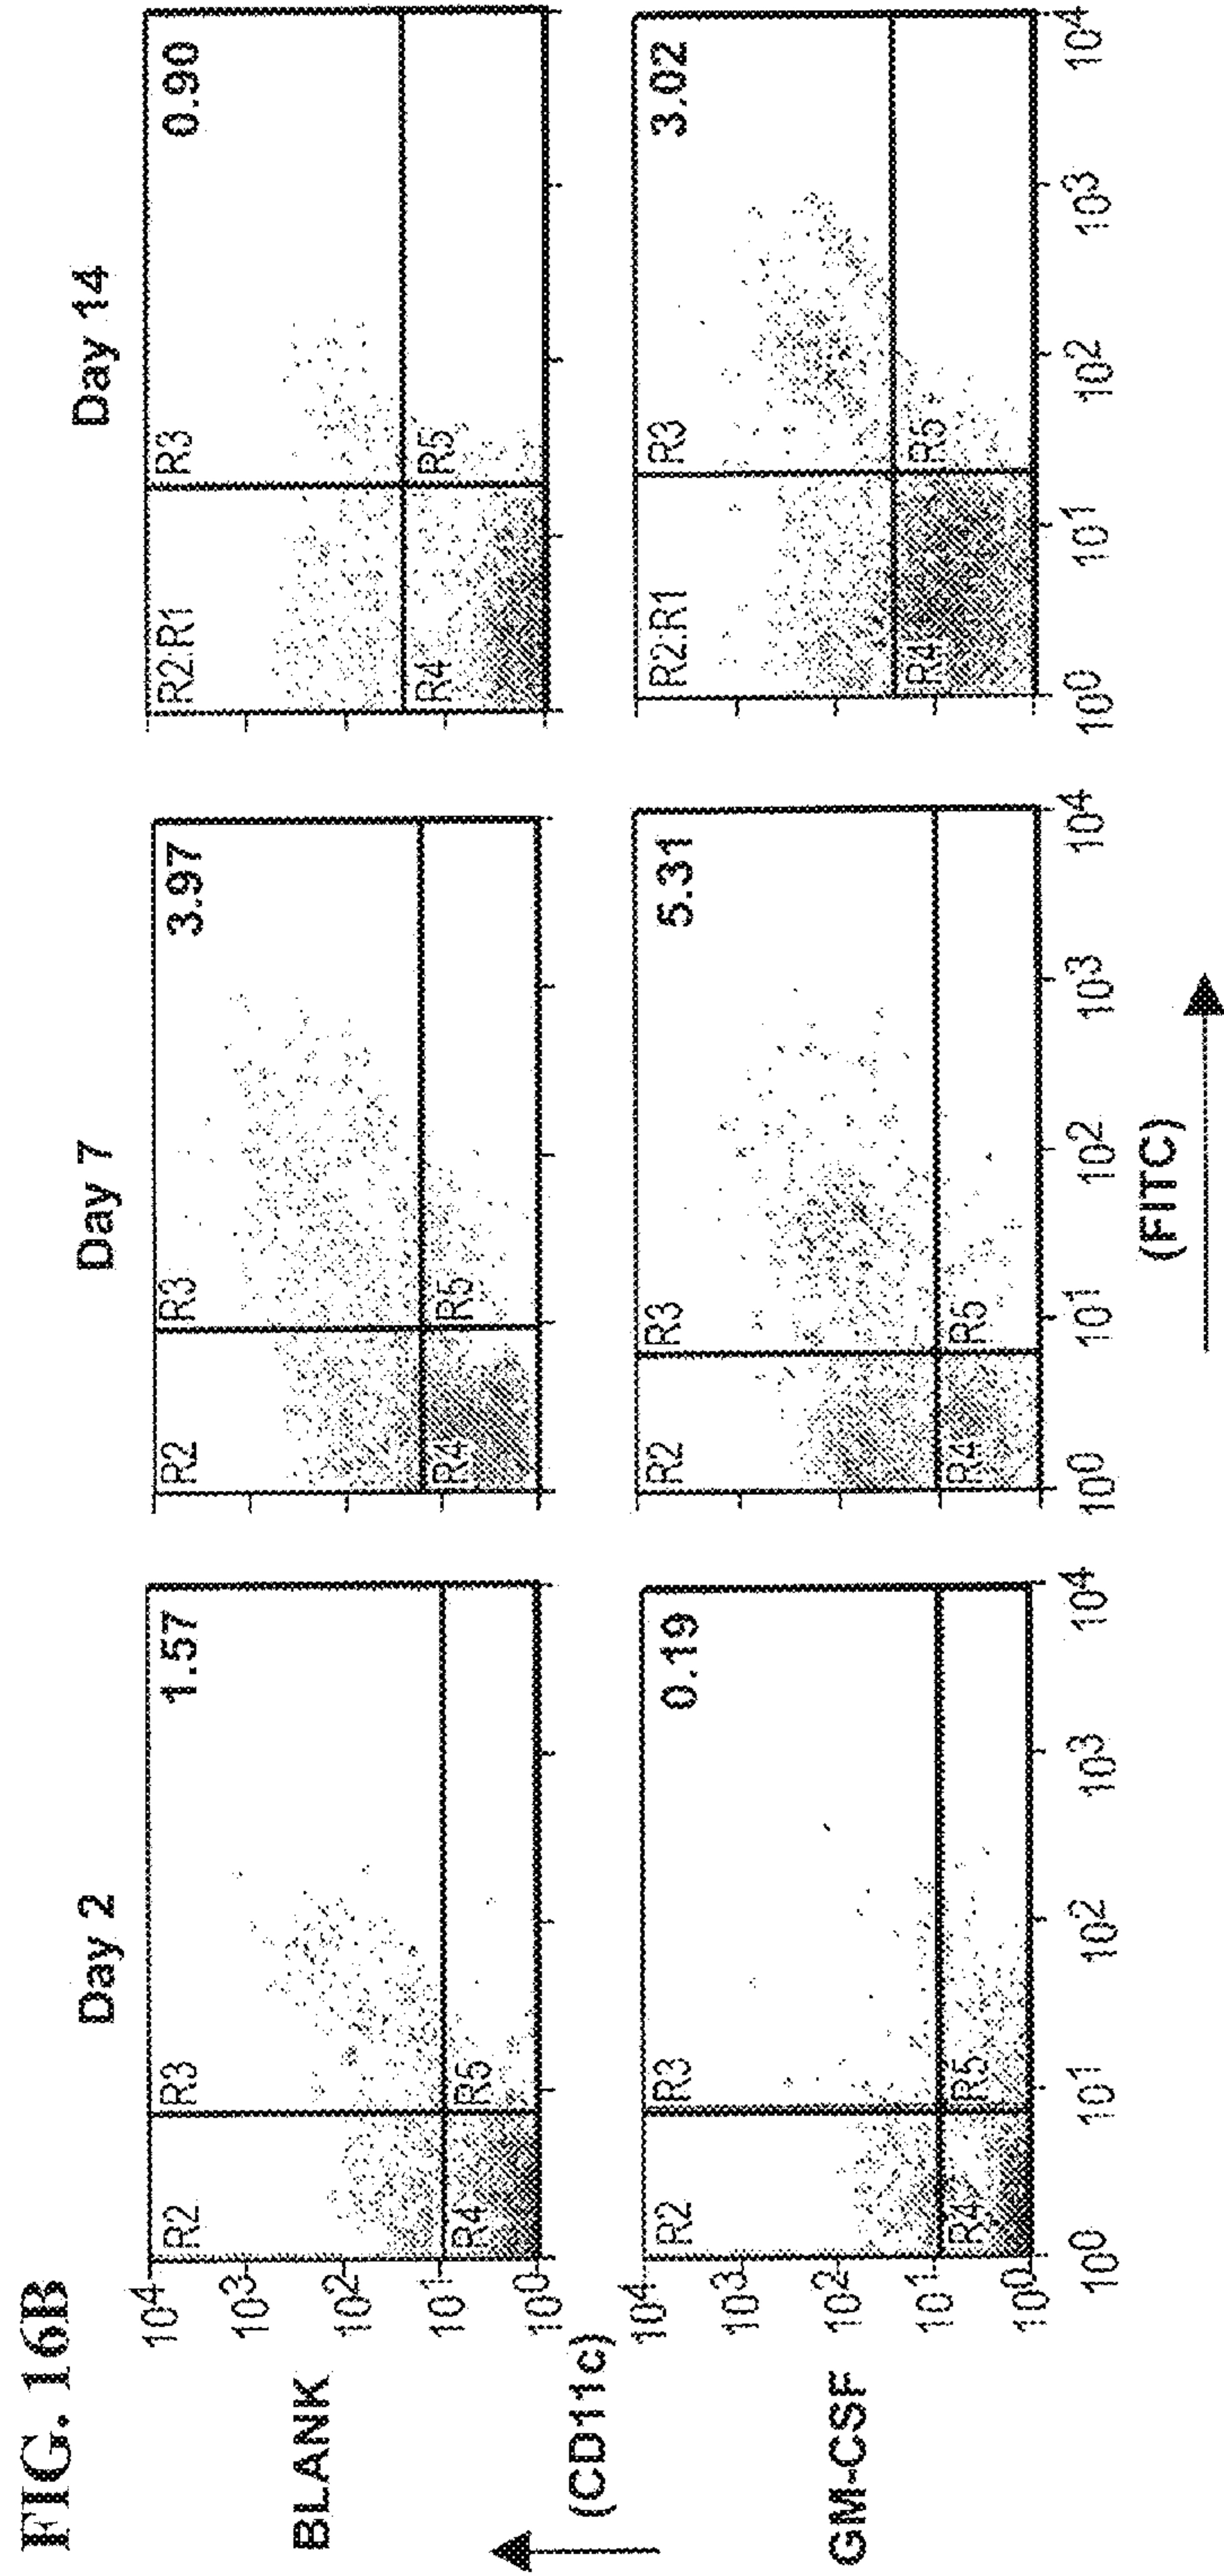 FIG. 16B
Day 2
Day 7
Day 14
BLANK
10⁴
10³
10²
10¹
10⁰
R2
R3
1.57
R4
R5
R2
R3
3.97
R4
R5
R2:R1
R3
0.90
R4
R5
(CD11c)
GM-CSF
10⁴
10³
10²
10¹
10⁰
R2
R3
0.19
R4
R5
R2
R3
5.31
R4
R5
R2:R1
R3
3.02
R4
R5
10⁰ 10¹ 10² 10³ 10⁴
10⁰ 10¹ 10² 10³ 10⁴
10⁰ 10¹ 10² 10³ 10⁴
(FITC)